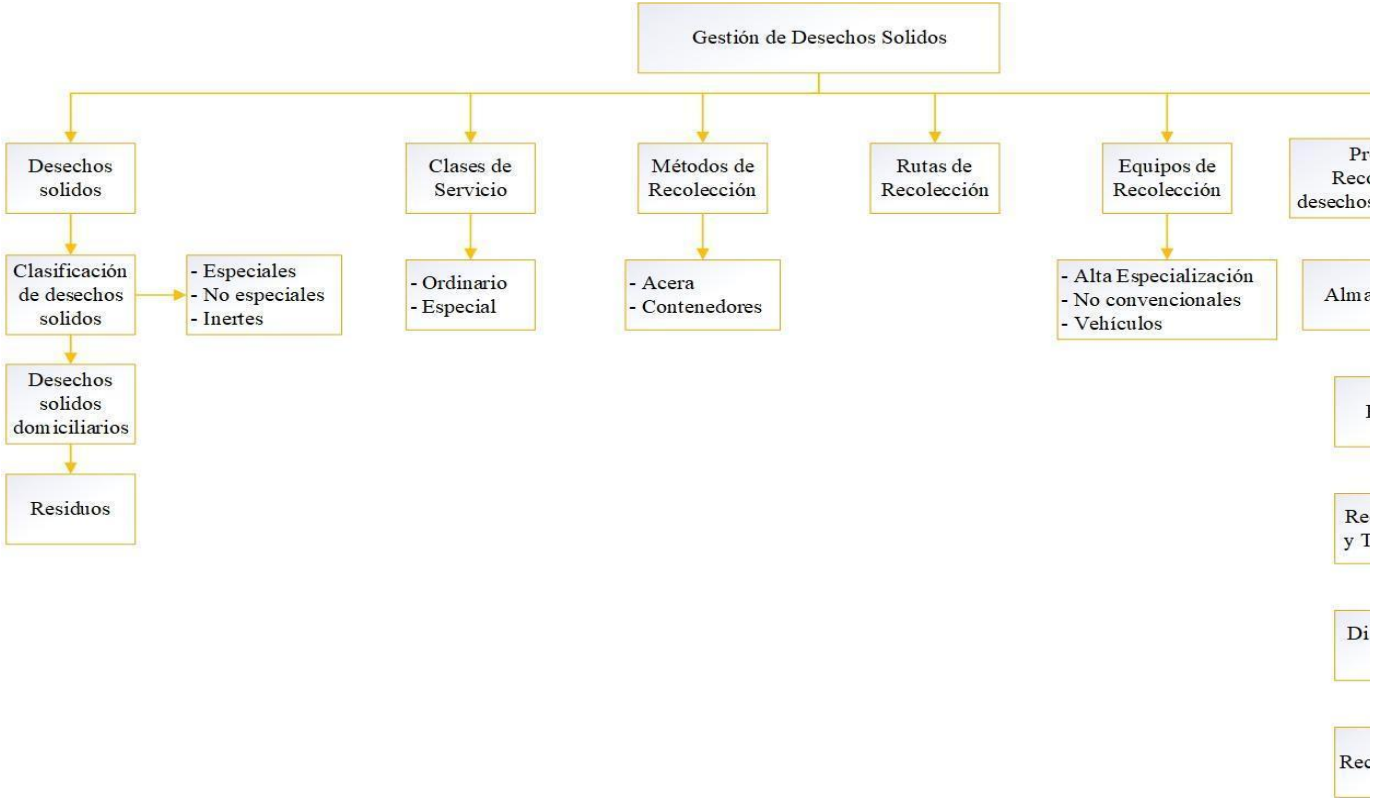 Gestión de Desechos Solidos
Desechos
solidos
Clases de
Servicio
Métodos de
Recolección
Rutas de
Recolección
Equipos de
Recolección
desechos
Clasificación
de desechos
solidos
- Especiales
- No especiales
- Inertes
- Ordinario
- Especial
- Acera
- Contenedores
- Alta Especialización
- No convencionales
- Vehículos
Desechos
solidos
domiciliarios
Residuos
y